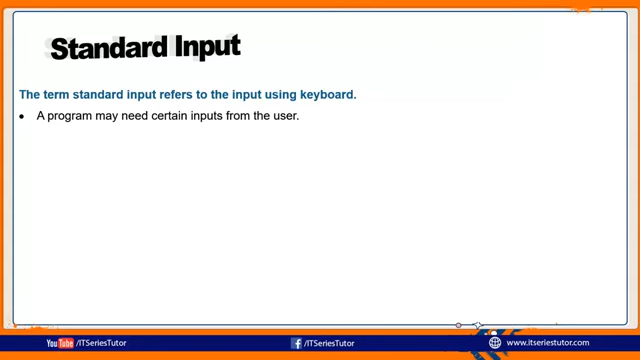 Standard Input
The term standard input refers to the input using keyboard.
• A program may need certain inputs from the user.
YouTube /ITSeriesTutor
f /ITSeriesTutor
www.itseriestutor.com